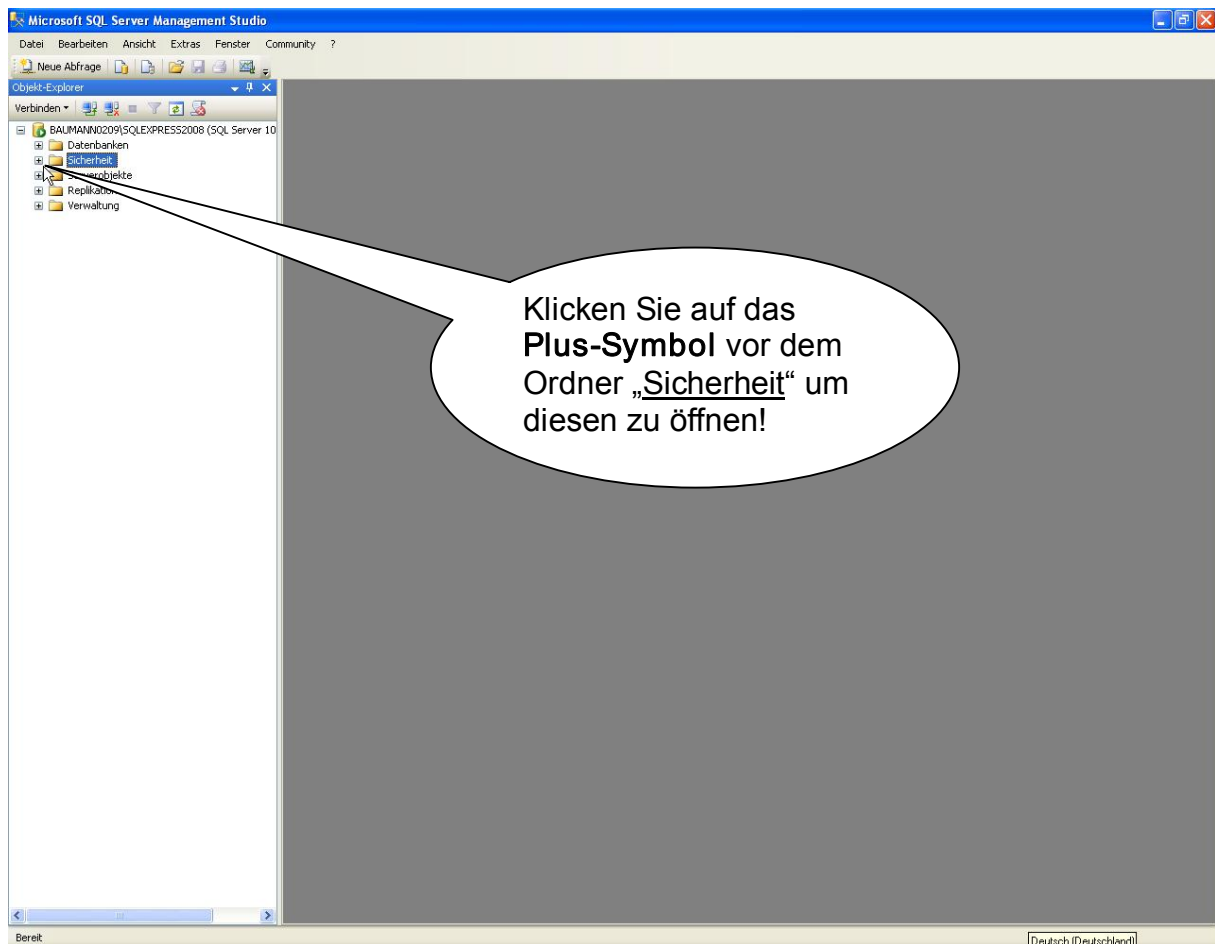 Microsoft SQL Server Management Studio
Datei Bearbeiten Ansicht Extras Fenster Community ?
Neue Abfrage
Objekt-Explorer
Verbinden
BAUMANN0209\SQLEXPRESS2008 (SQL Server 10
Datenbanken
Sicherheit
Serverobjekte
Replikation
Verwaltung
Klicken Sie auf das
Plus-Symbol vor dem
Ordner „Sicherheit“ um
diesen zu öffnen!
Bereit
Deutsch (Deutschland)